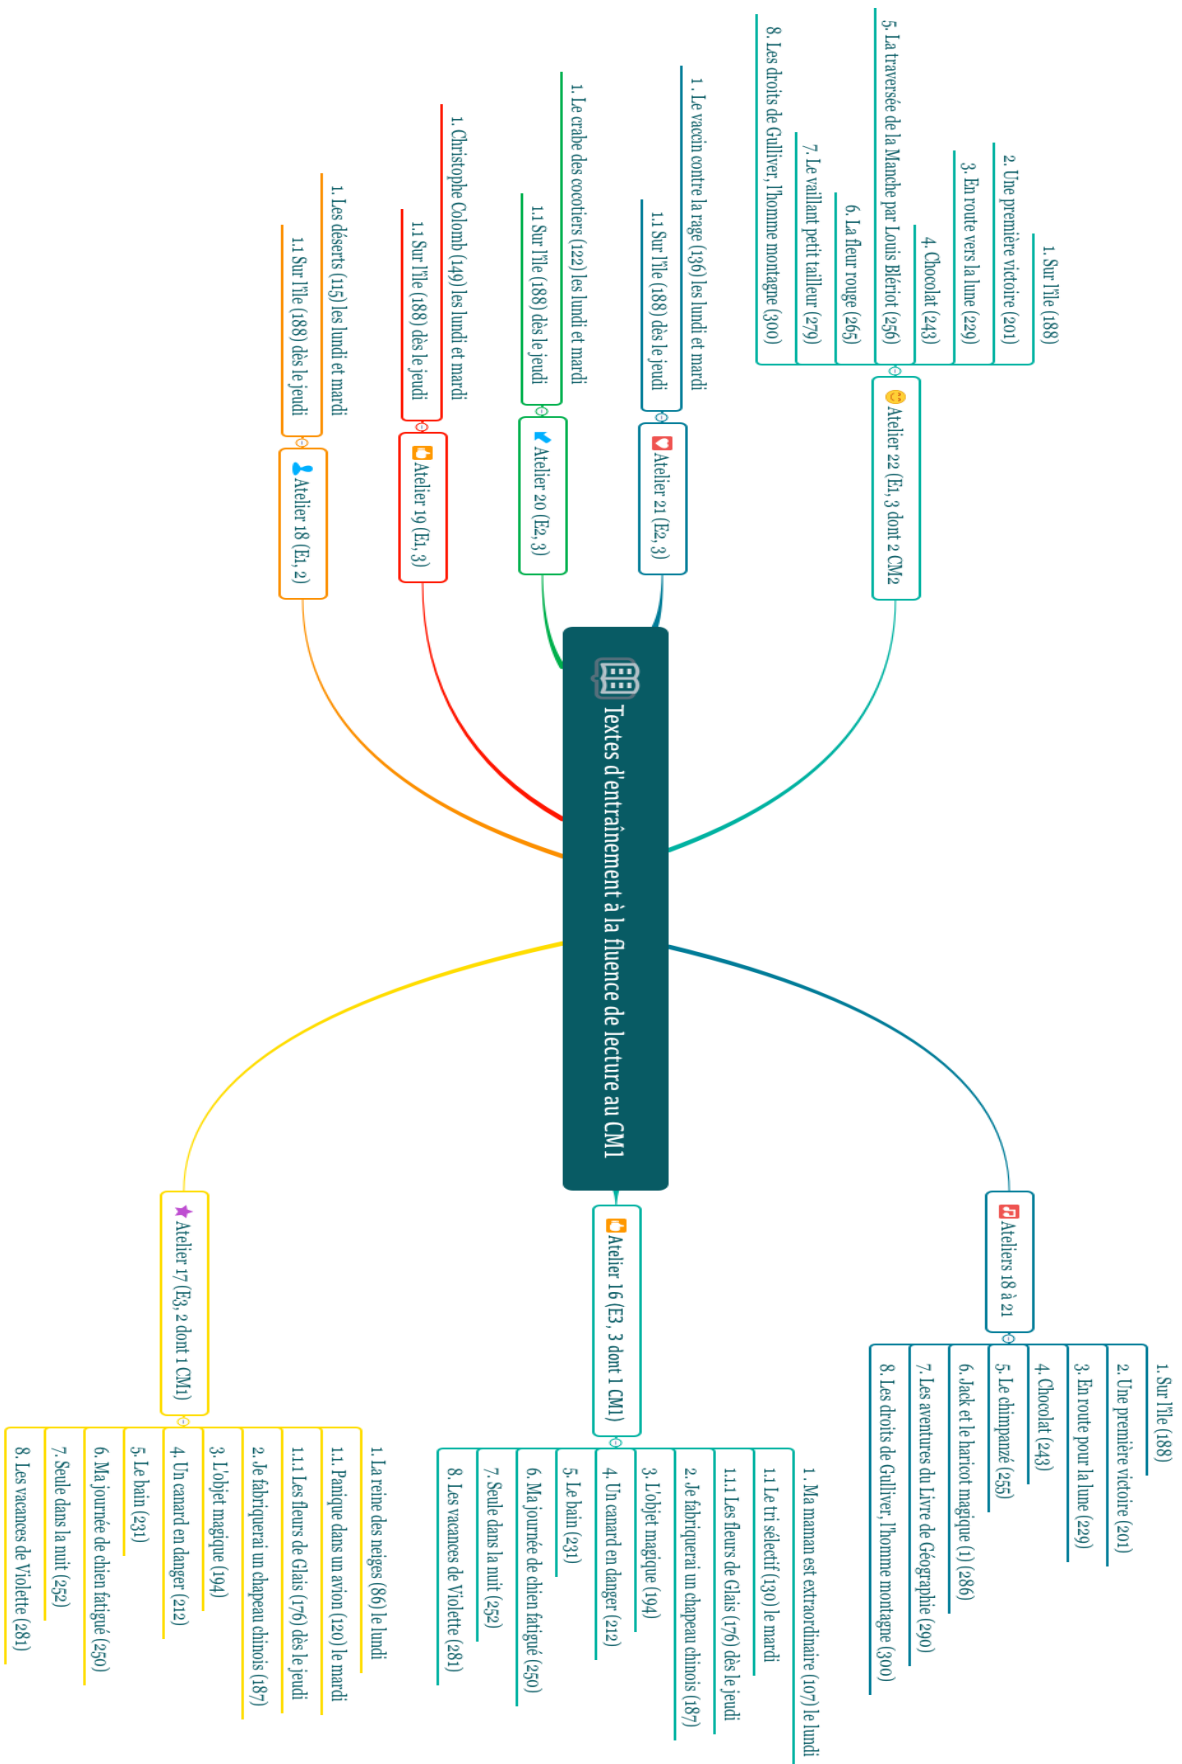 Textes d'entraînement à la fluence de lecture au CM1
Ateliers 18 à 21
1. Sur l'île (188)
2. Une première victoire (201)
3. En route pour la lune (229)
4. Chocolat (243)
5. Le chimpanzé (255)
6. Jack et le haricot magique (1) (286)
7. Les aventures du Livre de Géographie (290)
8. Les droits de Gulliver, l'homme montagne (300)
Atelier 16 (E3, 3 dont 1 CM1)
1 . Ma maman est extraordinaire (107) le lundi
1.1 Le tri sélectif (130) le mardi
1.1.1 Les fleurs de Glais (176) dès le jeudi
2. Je fabriquerai un chapeau chinois (187)
3. L'objet magique (194)
4. Un canard en danger (212)
5. Le bain (231)
6. Ma journée de chien fatigué (250)
7. Seule dans la nuit (252)
8. Les vacances de Violette (281)
Atelier 17 (E3, 2 dont 1 CM1)
1. La reine des neiges (86) le lundi
1.1. Panique dans un avion (120) le mardi
1.1.1 Les fleurs de Glais (176) dès le jeudi
2. Je fabriquerai un chapeau chinois (187)
3. L'objet magique (194)
4. Un canard en danger (212)
5. Le bain (231)
6. Ma journée de chien fatigué (250)
7. Seule dans la nuit (252)
8. Les vacances de Violette (281)
Atelier 22 (E1, 3 dont 2 CM2
1. Sur l'île (188)
2. Une première victoire (201)
3. En route vers la lune (229)
4. Chocolat (243)
5. La traversée de la Manche par Louis Blériot (256)
6. La fleur rouge (265)
7. Le vaillant petit tailleur (279)
8. Les droits de Gulliver, l'homme montagne (300)
Atelier 21 (E2, 3)
1 . Le vaccin contre la rage (136) les lundi et mardi
1.1 Sur l'île (188) dès le jeudi
Atelier 20 (E2, 3)
1. Le crabe des cocotiers (122) les lundi et mardi
1.1 Sur l'île (188) dès le jeudi
Atelier 19 (E1, 3)
1. Christophe Colomb (149) les lundi et mardi
1.1 Sur l'île (188) dès le jeudi
Atelier 18 (E1, 2)
1. Les déserts (115) les lundi et mardi
1.1 Sur l'île (188) dès le jeudi